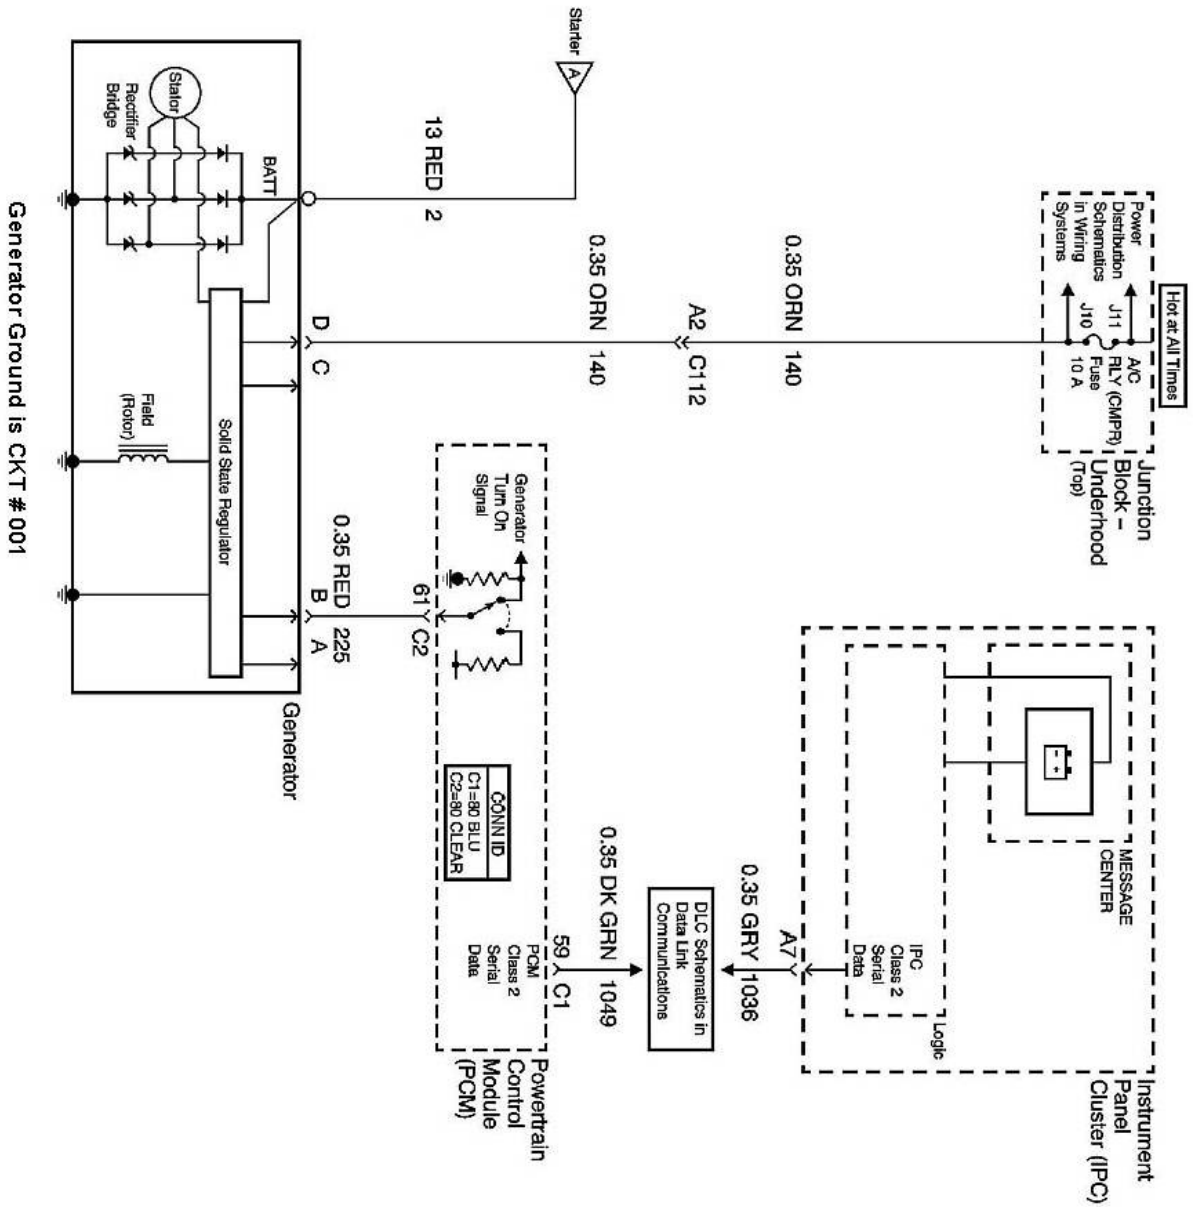 Hot at All Times
Power
Distribution
Schematics
in Wiring
Systems
J11
J10
A/C
RLY (CMPR)
Fuse
10 A
Junction
Block –
Underhood
(Top)
Instrument
Panel
Cluster (IPC)
MESSAGE
CENTER
- +
Logic
IPC
Class 2
Serial
Data
A7
0.35 GRY 1036
DLC Schematics in
Data Link
Communications
0.35 DK GRN 1049
59 C1
PCM
Class 2
Serial
Data
Powertrain
Control
Module
(PCM)
CONN ID
C1=80 BLU
C2=80 CLEAR
Generator
Turn On
Signal
61 C2
0.35 RED 225
B A
0.35 ORN 140
A2 C112
0.35 ORN 140
D C
Starter
A
13 RED 2
BATT
Stator
Rectifier
Bridge
Solid State Regulator
Field
(Rotor)
Generator
Generator Ground is CKT # 001